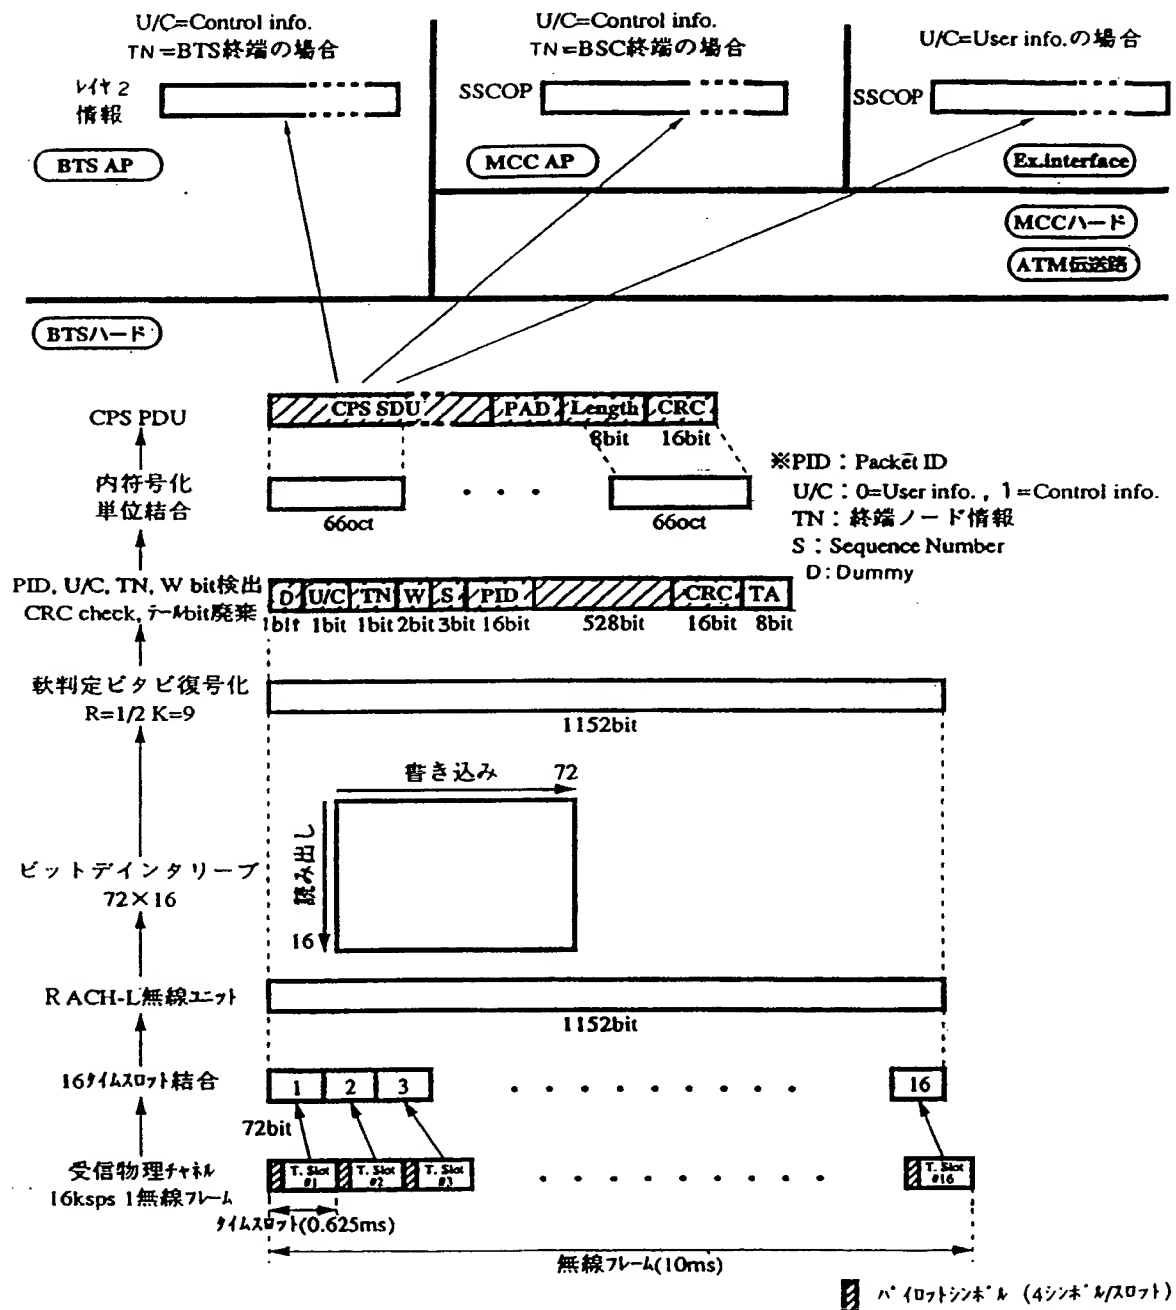 U/C=Control info.
TN=BTS終端の場合
U/C=Control info.
TN=BSC終端の場合
U/C=User info.の場合
ﾚｲﾔ 2
情報
SSCOP
SSCOP
BTS AP
MCC AP
Ex.interface
MCCハード
ATM伝送路
BTSハード
CPS PDU
CPS SDU
PAD
Length
CRC
8bit
16bit
内符号化
単位結合
66oct
・・・
66oct
※PID：Packet ID
U/C：0=User info. , 1=Control info.
TN：終端ノード情報
S：Sequence Number
D：Dummy
PID, U/C, TN, W bit検出
CRC check, ﾃｰﾙbit廃棄
D
U/C
TN
W
S
PID
CRC
TA
1bit
1bit
1bit
2bit
3bit
16bit
528bit
16bit
8bit
軟判定ビタビ復号化
R=1/2 K=9
1152bit
書き込み
72
読み出し
16
ビットデインタリーブ
72×16
RACH-L無線ユニット
1152bit
16ﾀｲﾑｽﾛｯﾄ結合
1
2
3
・・・・・・・・・
16
72bit
受信物理ﾁｬﾈﾙ
16ksps 1無線ﾌﾚｰﾑ
T. Slot #1
T. Slot #2
T. Slot #3
・・・・・・・・・
T. Slot #16
ﾀｲﾑｽﾛｯﾄ(0.625ms)
無線ﾌﾚｰﾑ(10ms)
ﾊﾟｲﾛｯﾄｼﾝﾎﾞﾙ (4ｼﾝﾎﾞﾙ/ｽﾛｯﾄ)